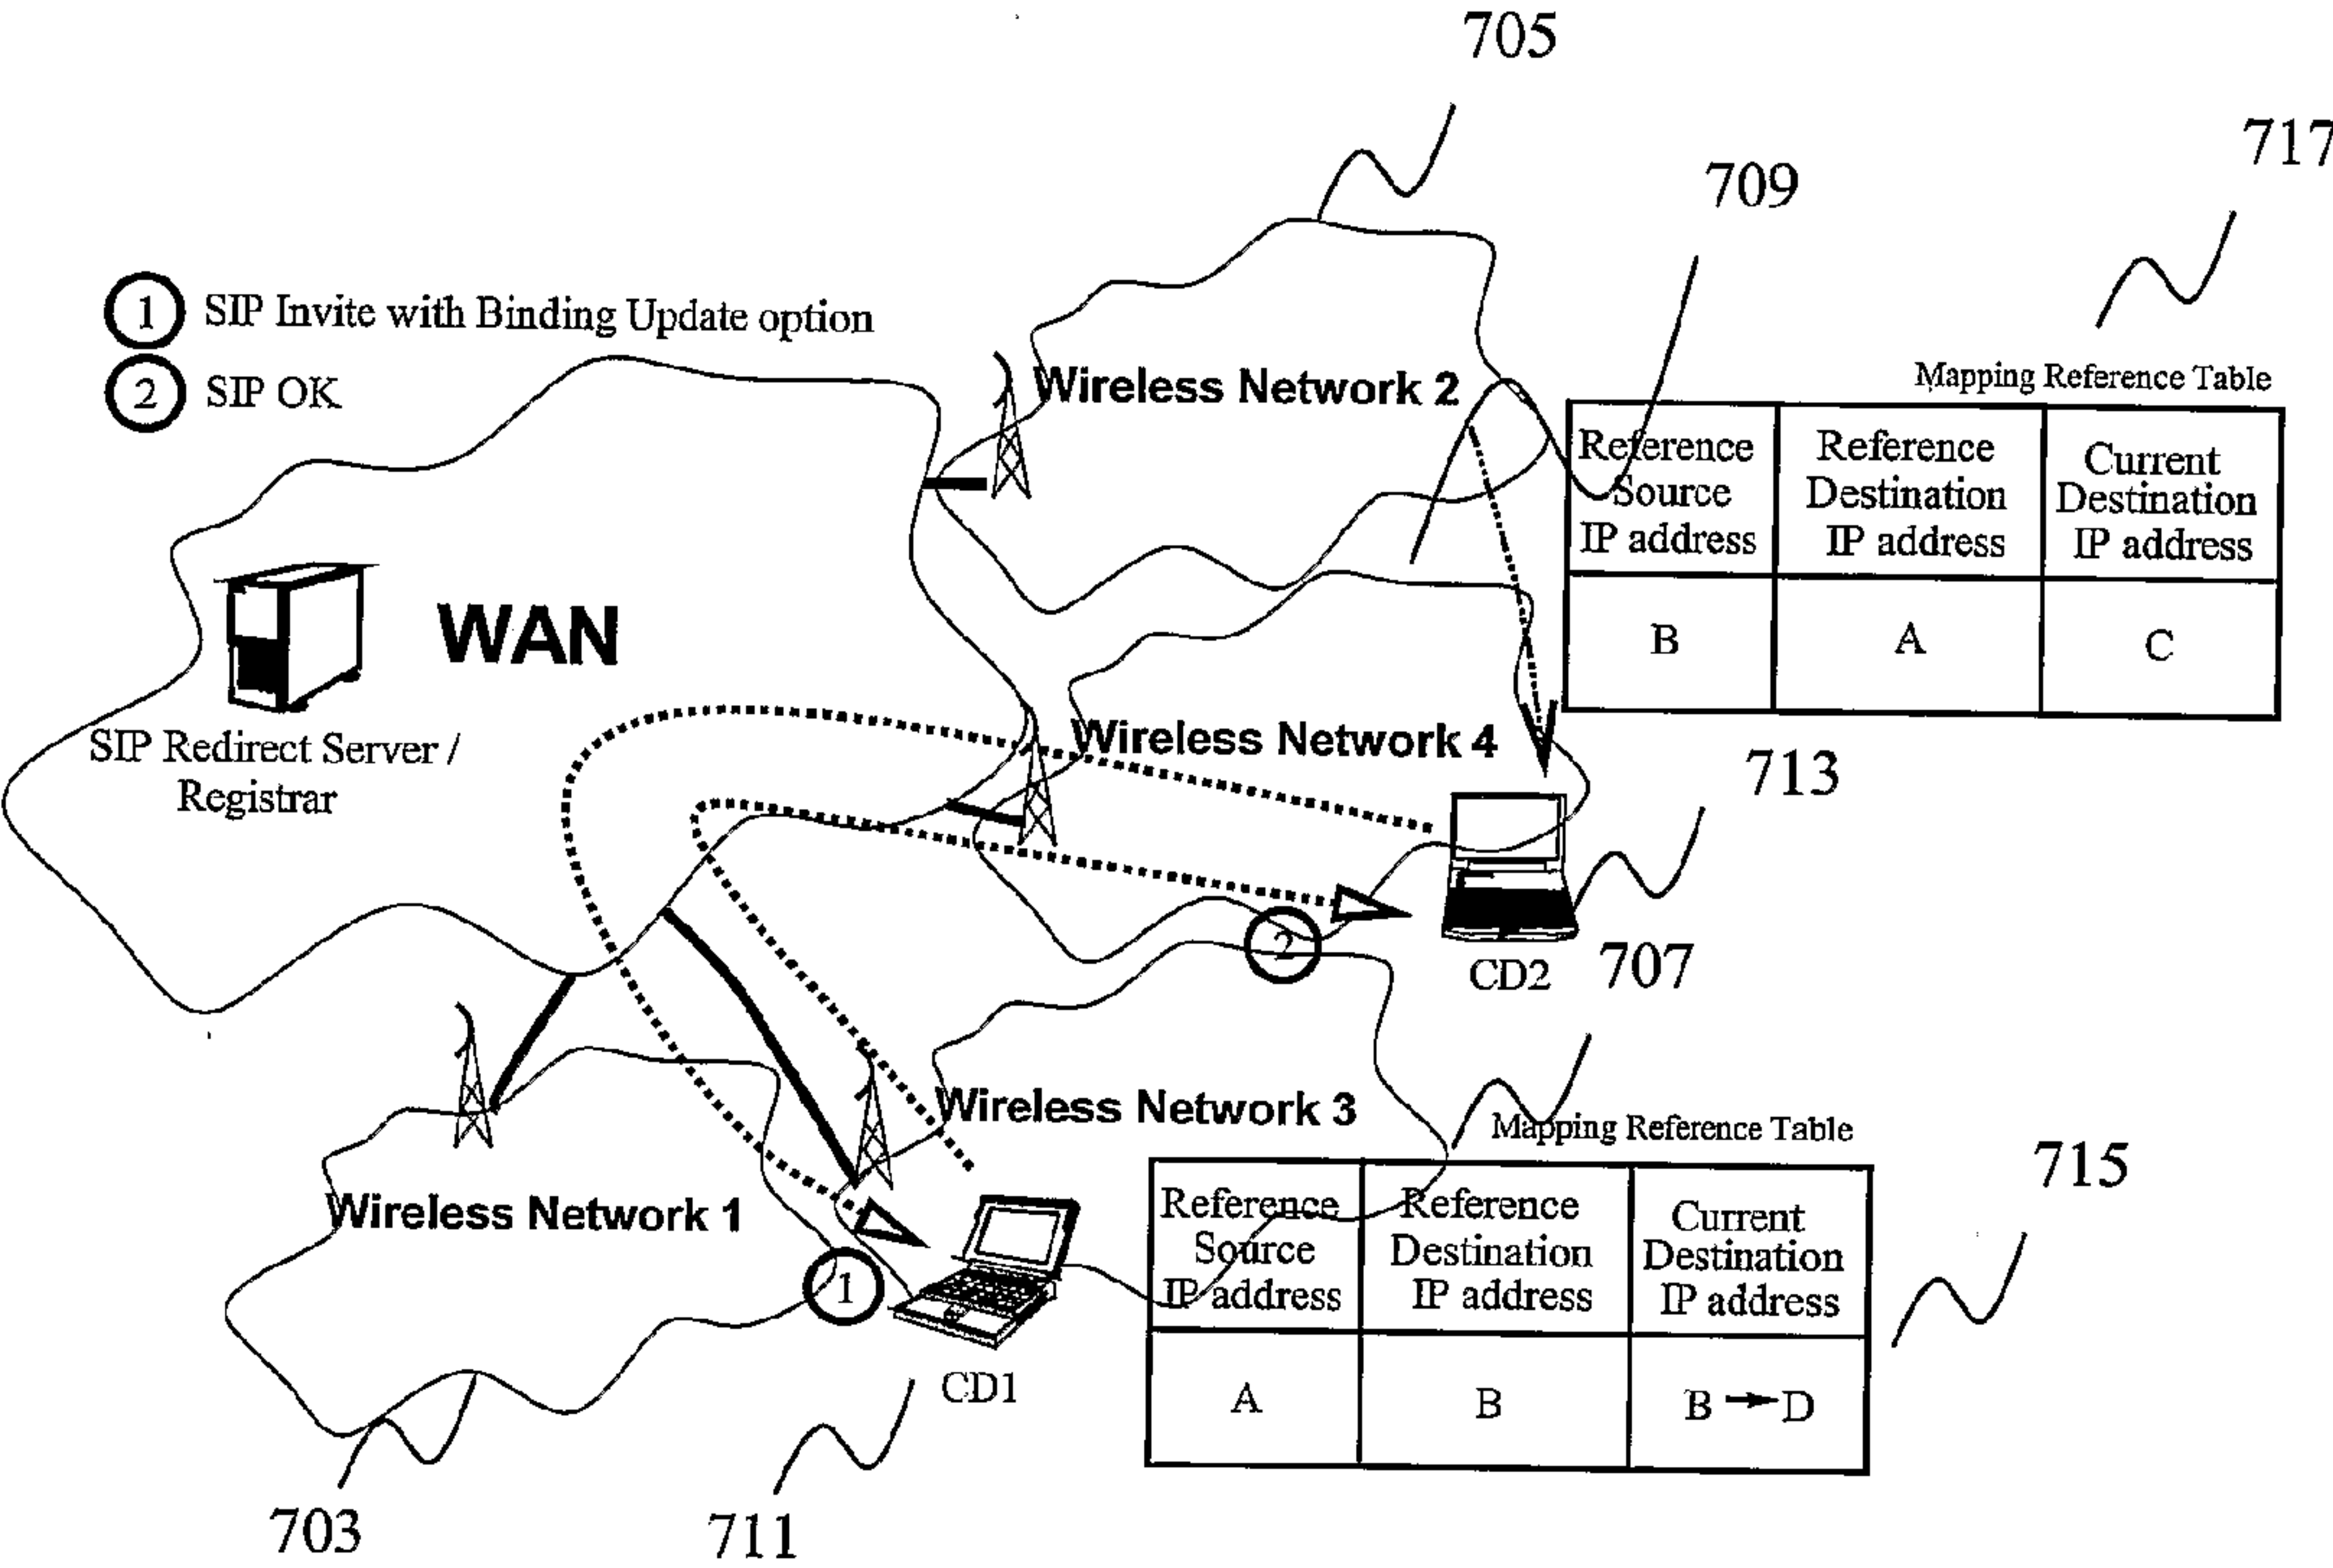 705
717
709
1 SIP Invite with Binding Update option
2 SIP OK
Wireless Network 2
Mapping Reference Table
Reference
Source
IP address
Reference
Destination
IP address
Current
Destination
IP address
B
A
C
WAN
SIP Redirect Server /
Registrar
Wireless Network 4
713
2
CD2
707
Wireless Network 3
Mapping Reference Table
715
Reference
Source
IP address
Reference
Destination
IP address
Current
Destination
IP address
A
B
B → D
Wireless Network 1
1
CD1
703
711